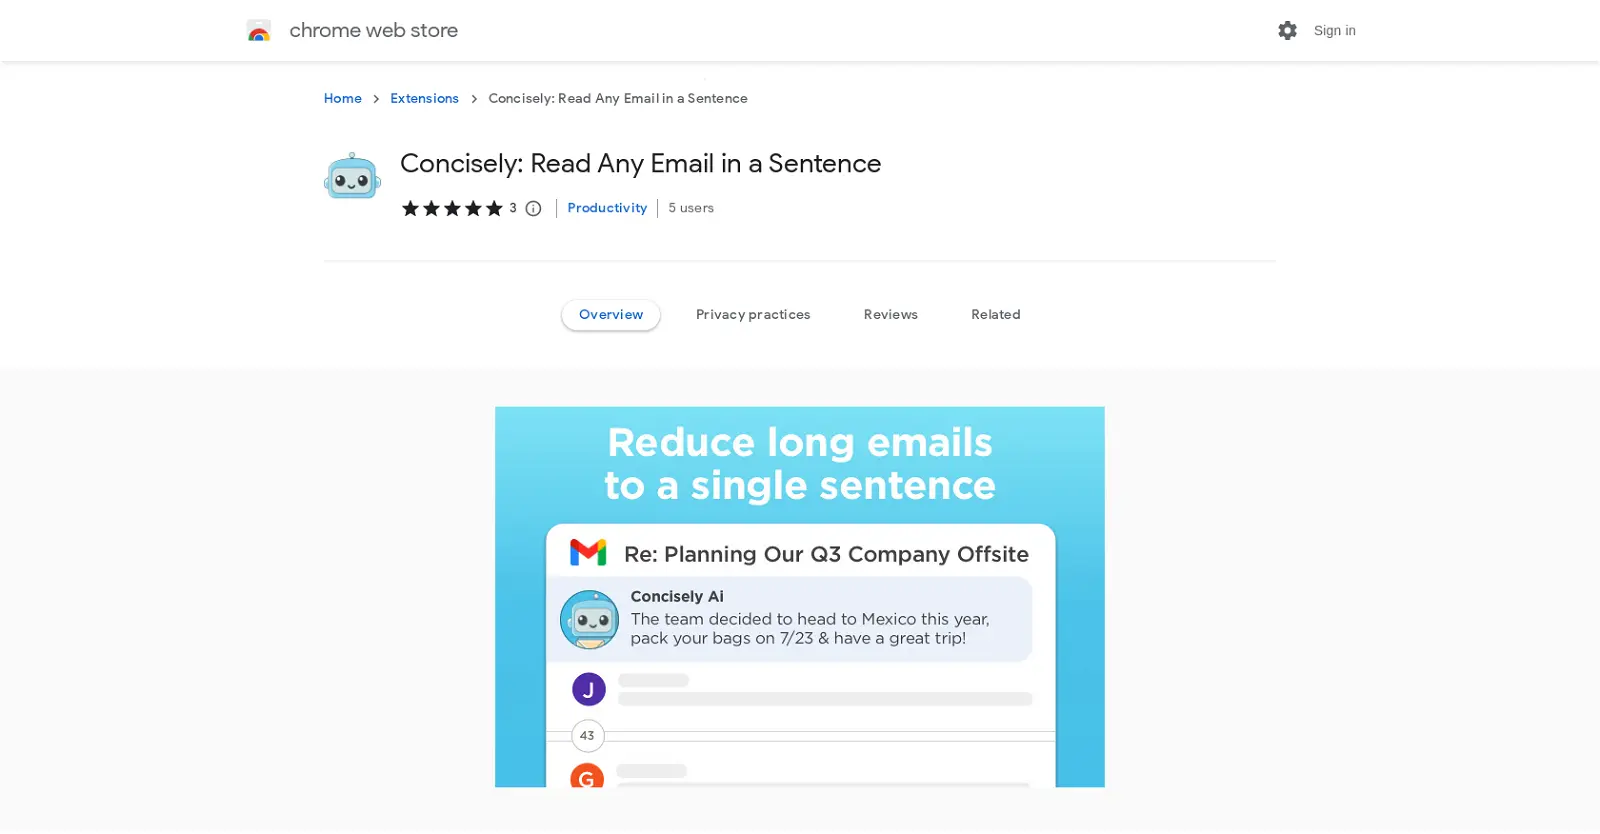 chrome web store
Sign in
Home > Extensions > Concisely: Read Any Email in a Sentence
Concisely: Read Any Email in a Sentence
3
Productivity
5 users
Overview
Privacy practices
Reviews
Related
Reduce long emails
to a single sentence
Re: Planning Our Q3 Company Offsite
Concisely Ai
The team decided to head to Mexico this year,
pack your bags on 7/23 & have a great trip!
J
43
G